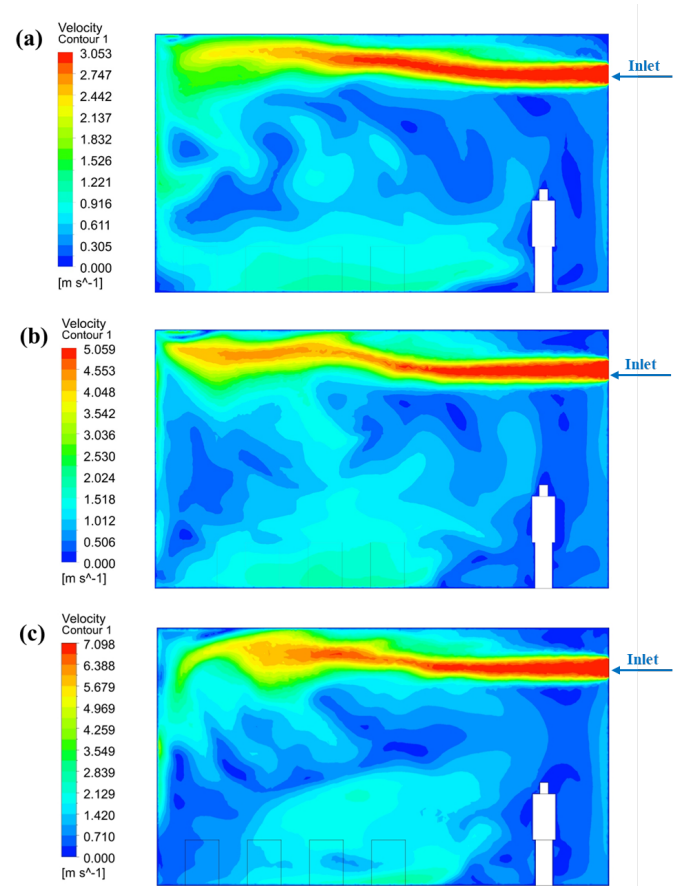 (a)
Velocity
Contour 1
3.053
2.747
2.442
2.137
1.832
1.526
1.221
0.916
0.611
0.305
0.000
[m s^-1]
Inlet
(b)
Velocity
Contour 1
5.059
4.553
4.047
3.542
3.036
2.530
2.024
1.518
1.012
0.506
0.000
[m s^-1]
Inlet
(c)
Velocity
Contour 1
7.098
6.388
5.679
4.969
4.259
3.549
2.839
2.129
1.420
0.710
0.000
[m s^-1]
Inlet